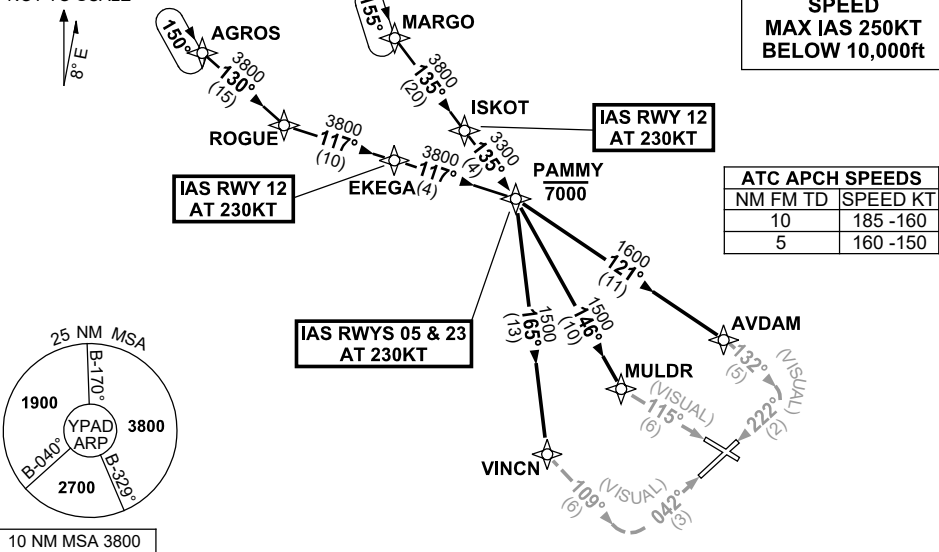 NOT TO SCALE
8° E
SPEED
MAX IAS 250KT
BELOW 10,000ft
150°
AGROS
155°
MARGO
3800
130°
(15)
3800
135°
(20)
ROGUE
ISKOT
IAS RWY 12
AT 230KT
3800
117°
(10)
3300
135°
(4)
EKEGA
3800
117°
(4)
PAMMY
7000
IAS RWY 12
AT 230KT
ATC APCH SPEEDS
NM FM TD SPEED KT
10 185 -160
5 160 -150
1600
121°
(11)
IAS RWYS 05 & 23
AT 230KT
1500
165°
(13)
1500
146°
(10)
AVDAM
132°
(5)
(VISUAL)
222°
(2)
MULDR
(VISUAL)
115°
(6)
VINCN
109°
(6)
(VISUAL)
042°
(3)
25 NM MSA
B-170°
1900
YPAD
ARP
3800
B-040°
B-329°
2700
10 NM MSA 3800